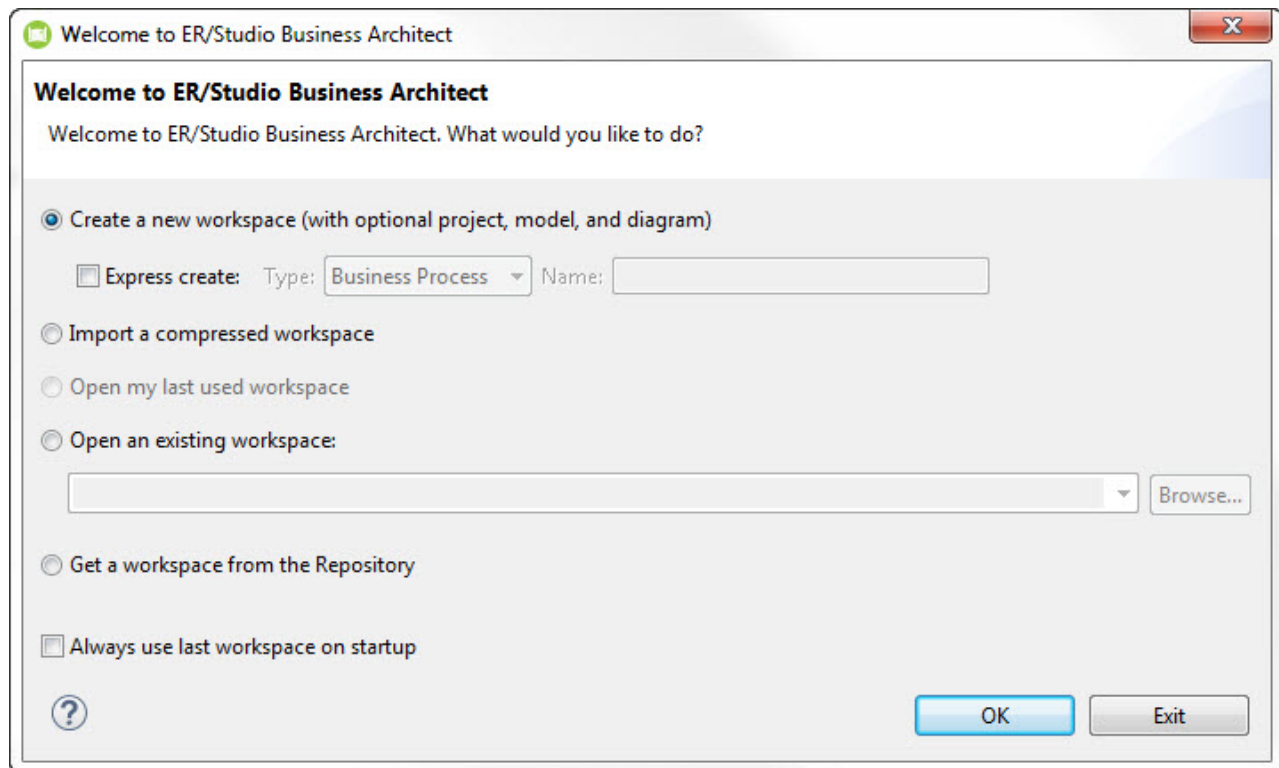 Welcome to ER/Studio Business Architect
X
Welcome to ER/Studio Business Architect
Welcome to ER/Studio Business Architect. What would you like to do?
Create a new workspace (with optional project, model, and diagram)
Express create: Type: Business Process Name:
Import a compressed workspace
Open my last used workspace
Open an existing workspace:
Browse...
Get a workspace from the Repository
Always use last workspace on startup
? OK Exit